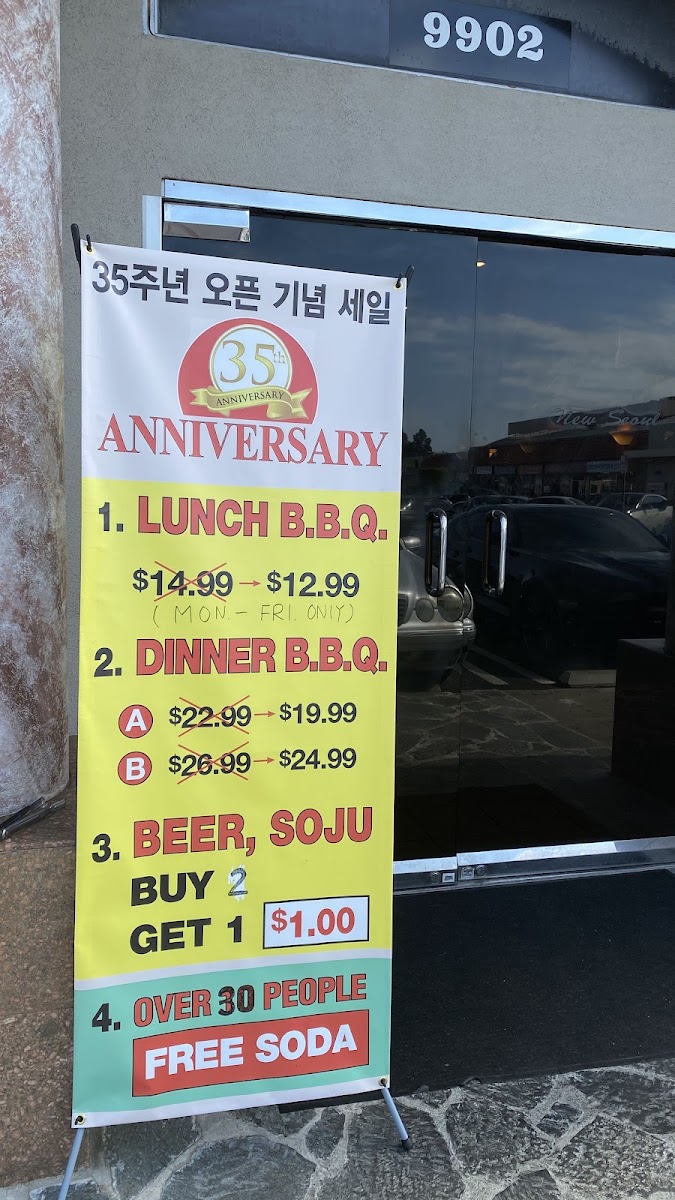 9902
35주년 오픈 기념 세일
35th
ANNIVERSARY
ANNIVERSARY
1. LUNCH B.B.Q.
$14.99→$12.99
(MON.-FRI. ONLY)
2. DINNER B.B.Q.
A $22.99→$19.99
B $26.99→$24.99
3. BEER, SOJU
BUY 2
GET 1 $1.00
4. OVER 30 PEOPLE
FREE SODA
New Seoul